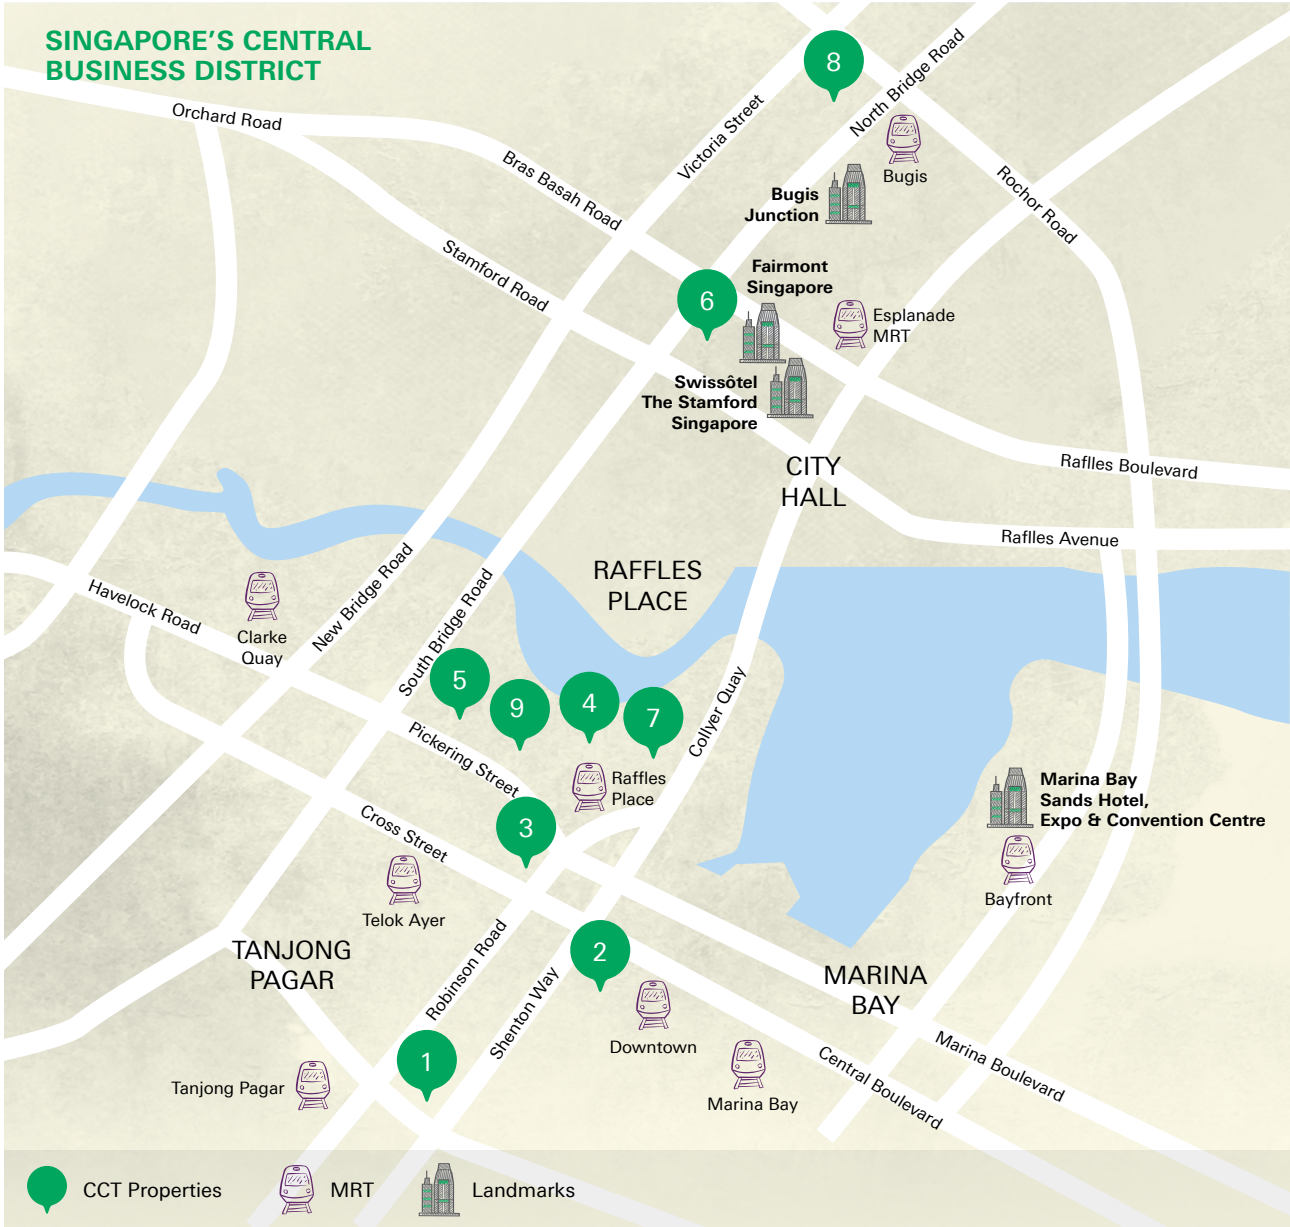 SINGAPORE'S CENTRAL
BUSINESS DISTRICT
8
North Bridge Road
Orchard Road
Victoria Street
Bras Basah Road
Bugis
Rochor Road
Bugis
Junction
Stamford Road
Fairmont
Singapore
6
Esplanade
MRT
Swissôtel
The Stamford
Singapore
CITY
HALL
Raflles Boulevard
Raflles Avenue
RAFFLES
PLACE
Havelock Road
Clarke
Quay
New Bridge Road
South Bridge Road
5
9
4
7
Collyer Quay
Pickering Street
Raffles
Place
Marina Bay
Sands Hotel,
Expo & Convention Centre
3
Cross Street
Bayfront
Telok Ayer
TANJONG
PAGAR
Robinson Road
2
Shenton Way
MARINA
BAY
Downtown
1
Tanjong Pagar
Marina Bay
Central Boulevard
Marina Boulevard
CCT Properties
MRT
Landmarks